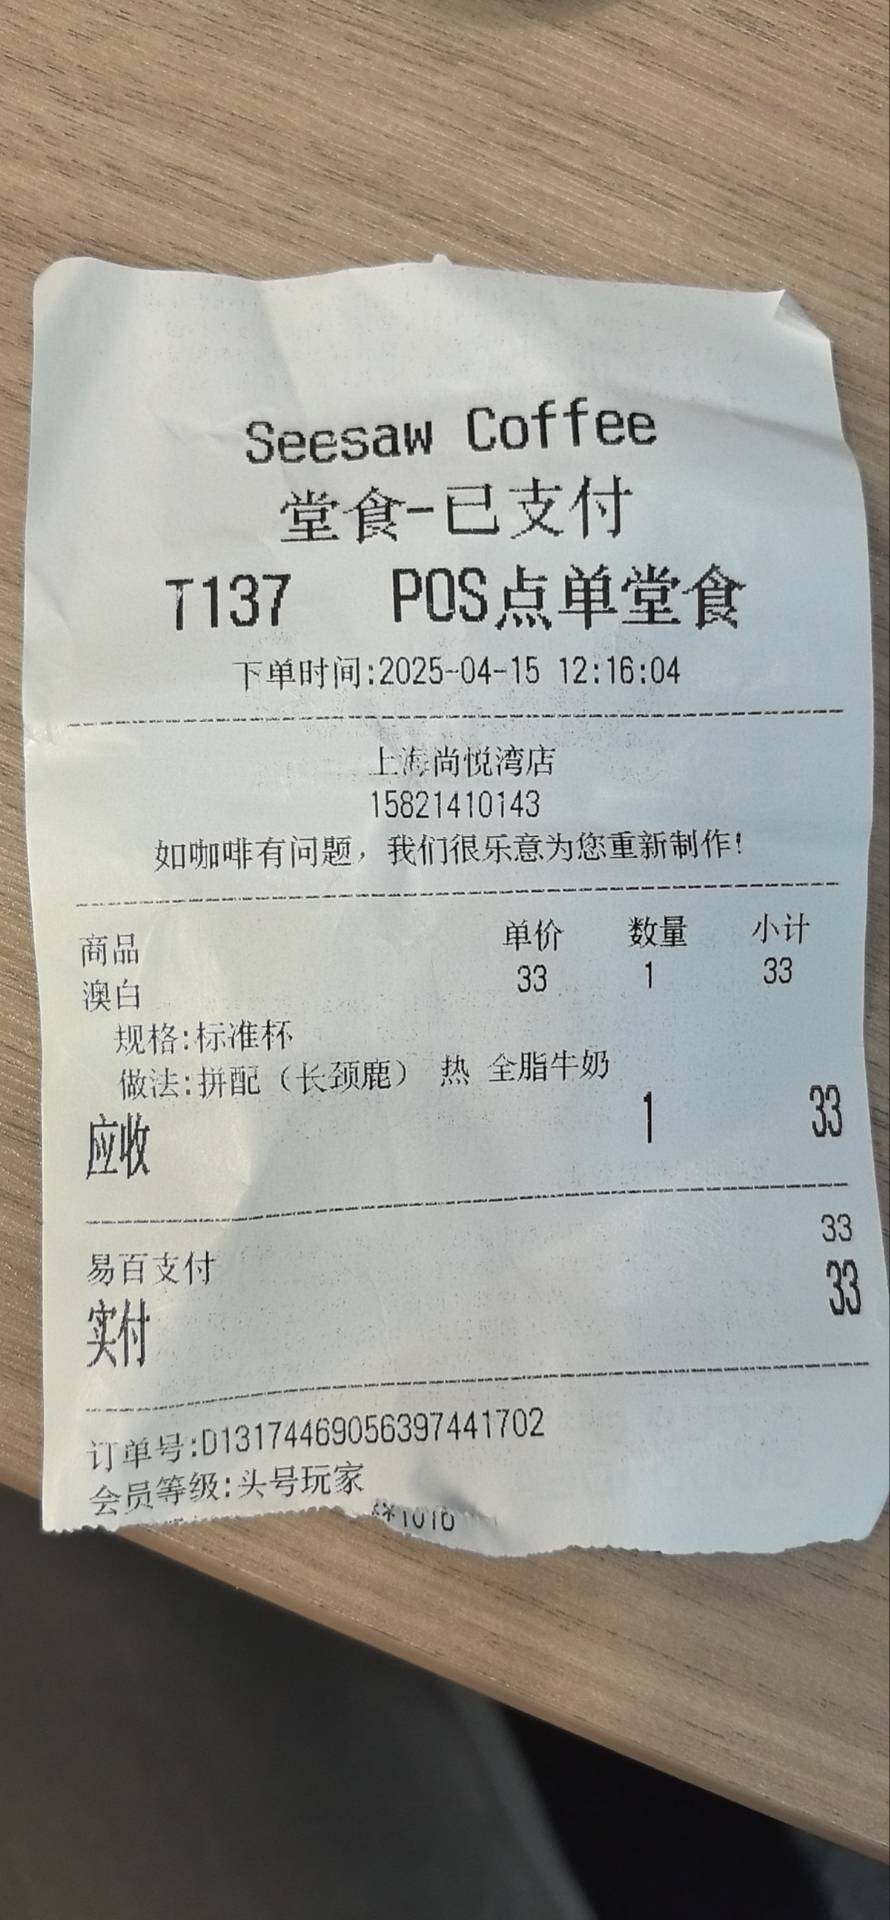 Seesaw Coffee
堂食-已支付
T137 POS点单堂食
下单时间:2025-04-15 12:16:04
上海尚悦湾店
15821410143
如咖啡有问题，我们很乐意为您重新制作！
商品 单价 数量 小计
澳白 33 1 33
规格:标准杯
做法:拼配（长颈鹿） 热 全脂牛奶
应收 1 33
易百支付 33
实付 33
订单号:D13174469056397441702
会员等级:头号玩家